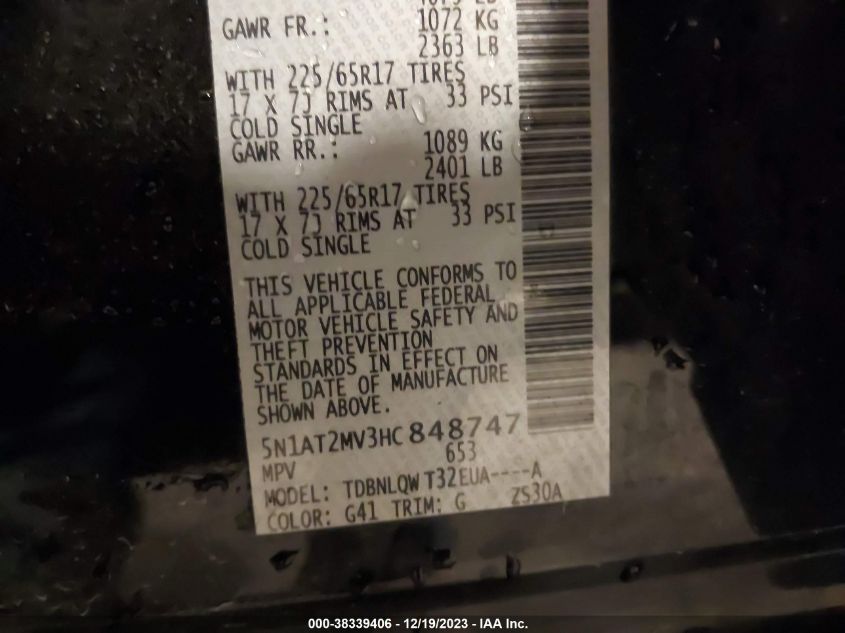 GAWR FR.: 1072 KG
2363 LB
WITH 225/65R17 TIRES
17 X 7J RIMS AT 33 PSI
COLD SINGLE
GAWR RR.: 1089 KG
2401 LB
WITH 225/65R17 TIRES
17 X 7J RIMS AT 33 PSI
COLD SINGLE
THIS VEHICLE CONFORMS TO
ALL APPLICABLE FEDERAL
MOTOR VEHICLE SAFETY AND
THEFT PREVENTION
STANDARDS IN EFFECT ON
THE DATE OF MANUFACTURE
SHOWN ABOVE.
5N1AT2MV3HC848747
MPV 653
MODEL: TDBNLQW T32EUA----A
COLOR: G41 TRIM: G ZS30A
000-38339406 - 12/19/2023 - IAA Inc.